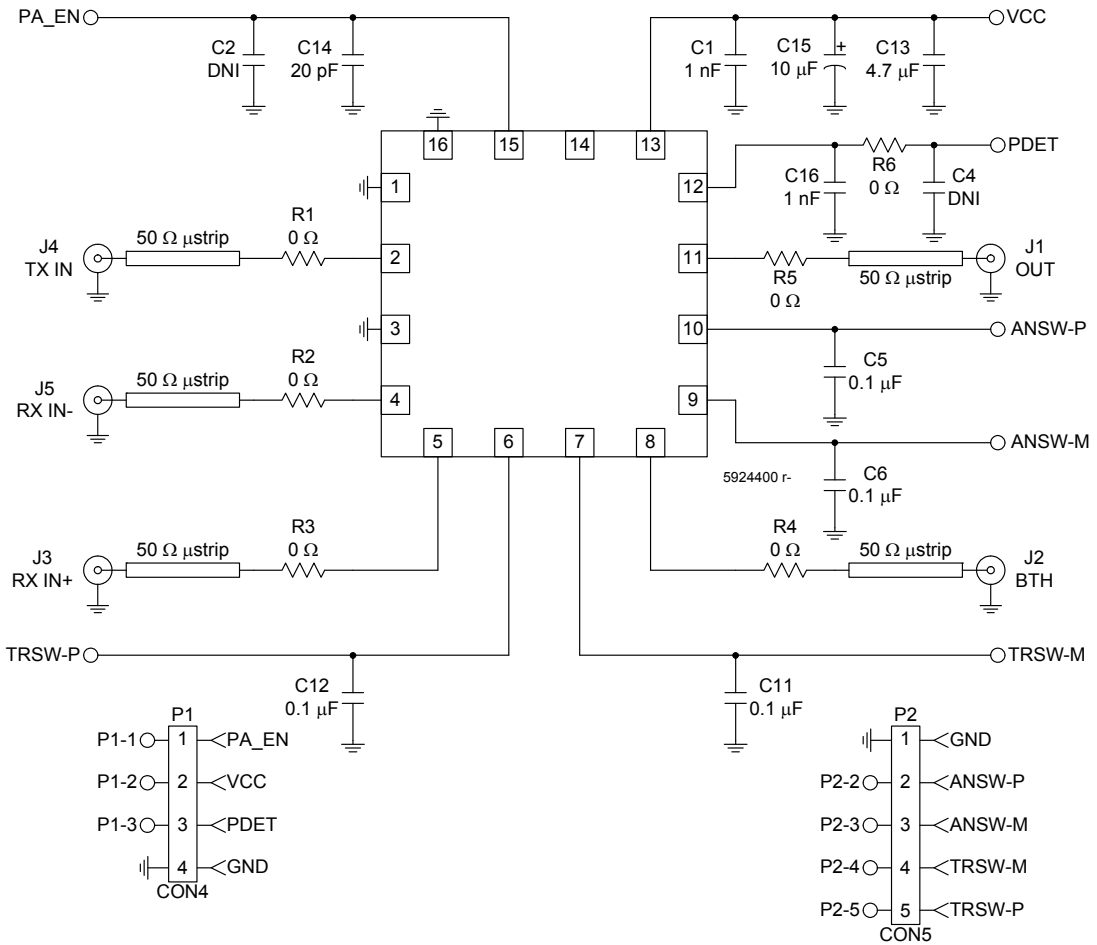 PA_EN
VCC
C2
DNI
C14
20 pF
C1
1 nF
C15
10 μF
+
C13
4.7 μF
16
15
14
13
1
12
PDET
C16
1 nF
R6
0 Ω
C4
DNI
J4
TX IN
50 Ω μstrip
R1
0 Ω
2
11
R5
0 Ω
50 Ω μstrip
J1
OUT
3
10
ANSW-P
C5
0.1 μF
J5
RX IN-
50 Ω μstrip
R2
0 Ω
4
9
5
6
7
8
ANSW-M
5924400 r-
C6
0.1 μF
J3
RX IN+
50 Ω μstrip
R3
0 Ω
R4
0 Ω
50 Ω μstrip
J2
BTH
TRSW-P
TRSW-M
C12
0.1 μF
C11
0.1 μF
P1
P1-1
1
PA_EN
P1-2
2
VCC
P1-3
3
PDET
4
GND
CON4
P2
1
GND
P2-2
2
ANSW-P
P2-3
3
ANSW-M
P2-4
4
TRSW-M
P2-5
5
TRSW-P
CON5